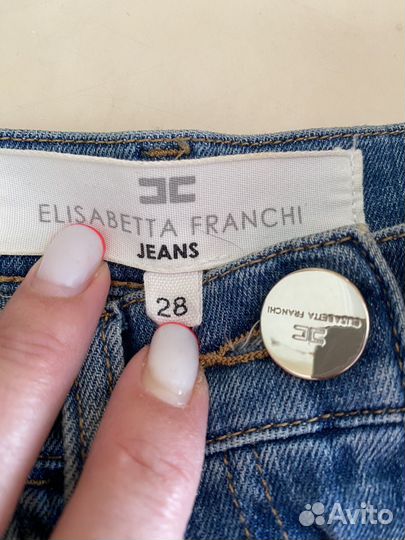 ELISABETTA FRANCHI
JEANS
28
ELISABETTA FRANCHI
Avito